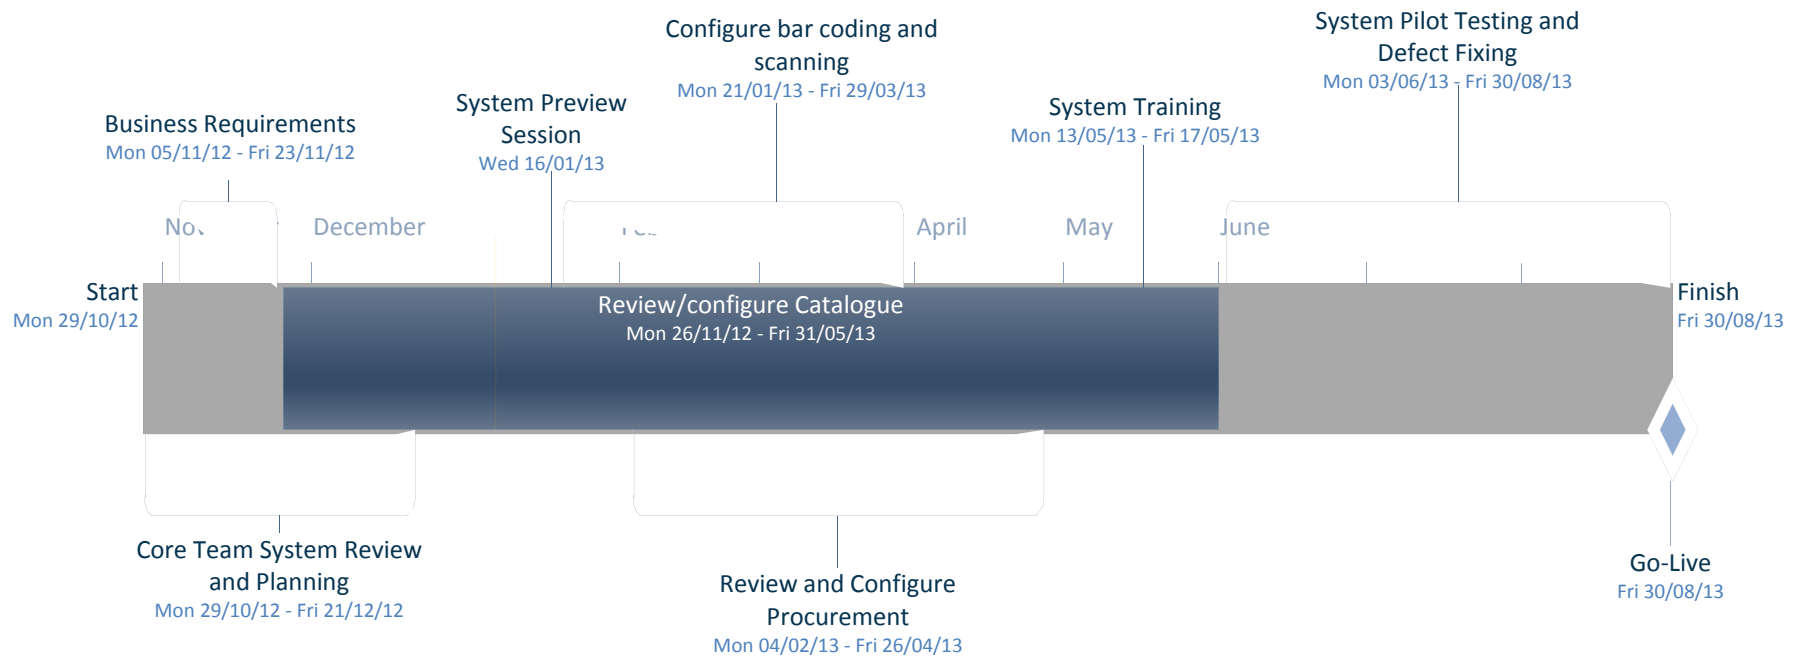 Configure bar coding and
scanning
Mon 21/01/13 - Fri 29/03/13
System Pilot Testing and
Defect Fixing
Mon 03/06/13 - Fri 30/08/13
System Preview
Session
Wed 16/01/13
System Training
Mon 13/05/13 - Fri 17/05/13
Business Requirements
Mon 05/11/12 - Fri 23/11/12
December
April
May
June
Start
Mon 29/10/12
Review/configure Catalogue
Mon 26/11/12 - Fri 31/05/13
Finish
Fri 30/08/13
Core Team System Review
and Planning
Mon 29/10/12 - Fri 21/12/12
Review and Configure
Procurement
Mon 04/02/13 - Fri 26/04/13
Go-Live
Fri 30/08/13